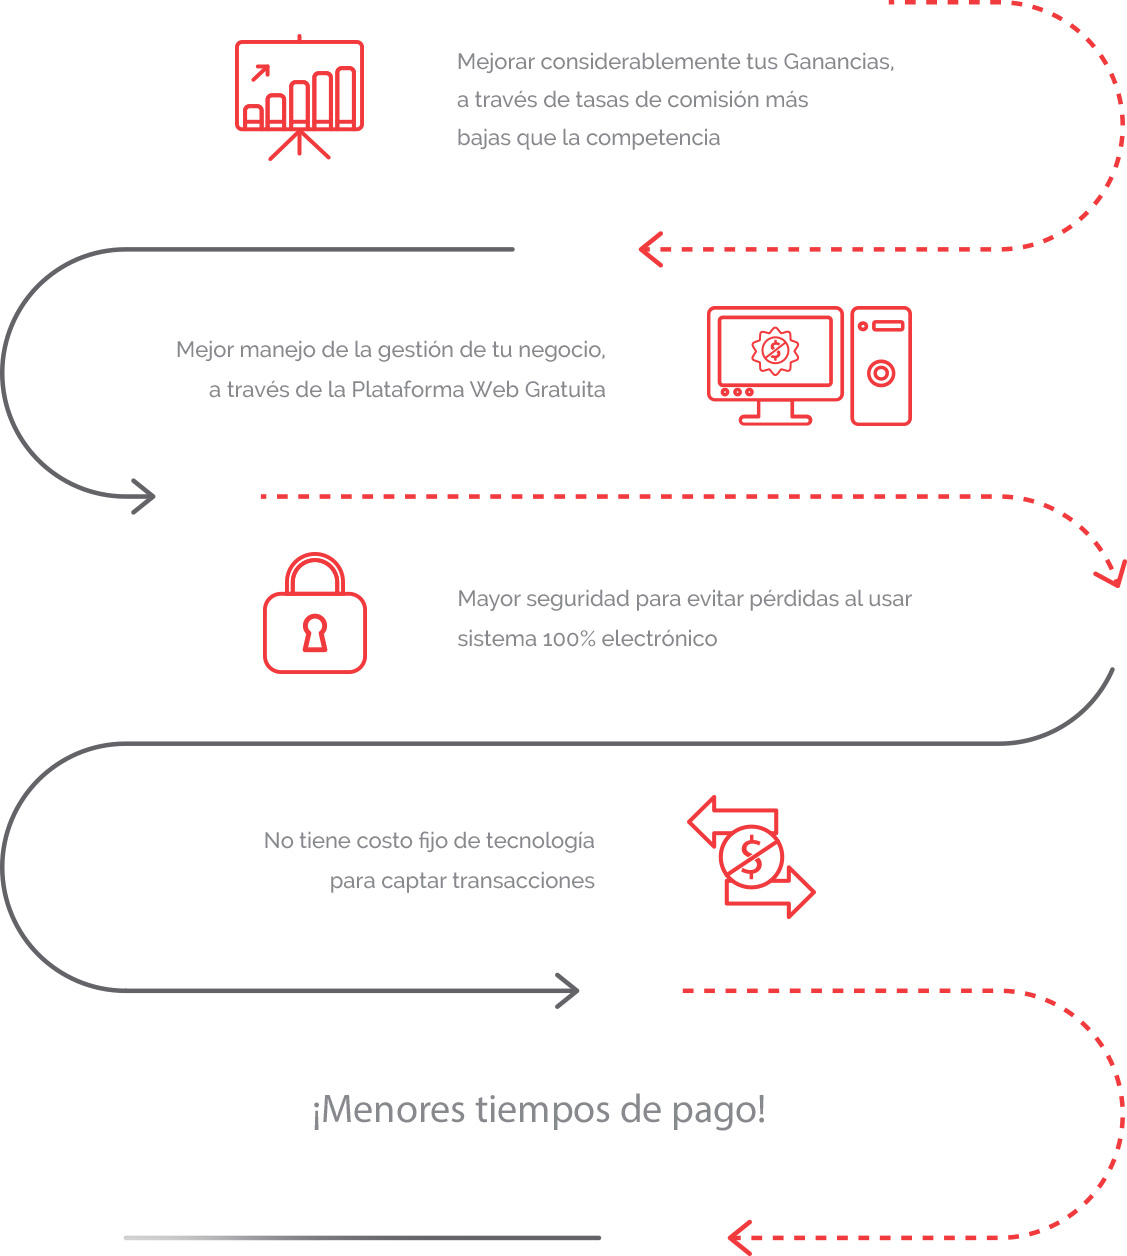 Mejorar considerablemente tus Ganancias,
a través de tasas de comisión más
bajas que la competencia
Mejor manejo de la gestión de tu negocio,
a través de la Plataforma Web Gratuita
Mayor seguridad para evitar pérdidas al usar
sistema 100% electrónico
No tiene costo fijo de tecnología
para captar transacciones
¡Menores tiempos de pago!